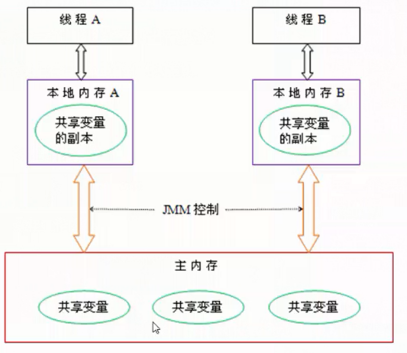 线程 A
线程 B
本地内存 A
本地内存 B
共享变量
的副本
共享变量
的副本
JMM 控制
主内存
共享变量
共享变量
共享变量